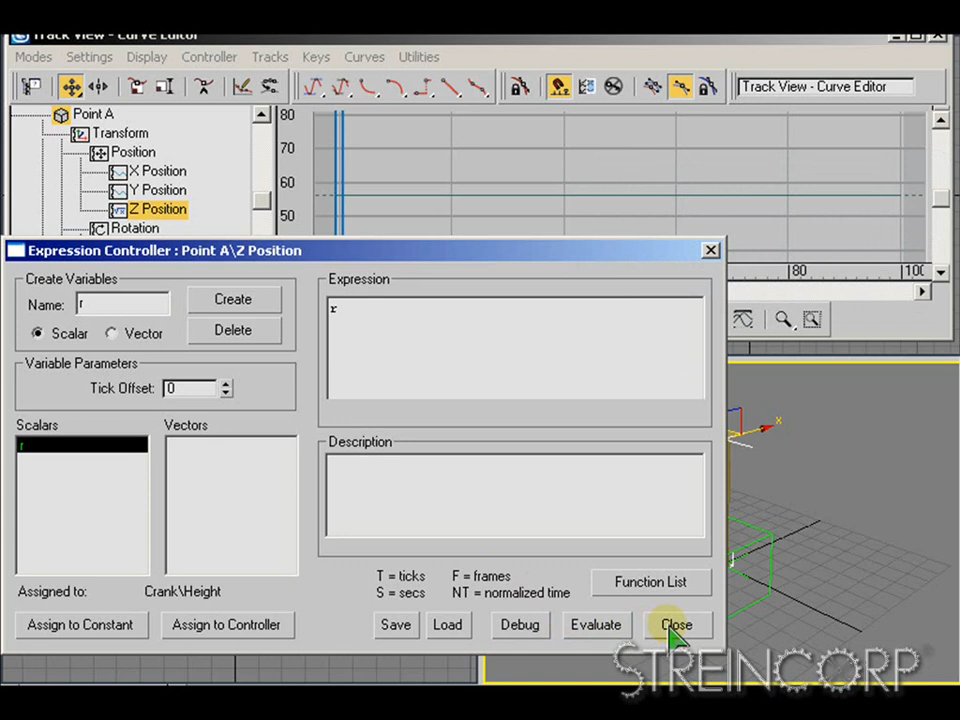 Track View - Curve Editor
Modes Settings Display Controller Tracks Keys Curves Utilities
Track View - Curve Editor
Point A
Transform
Position
X Position
Y Position
Z Position
Rotation
80
70
60
50
80 100
Expression Controller : Point A\Z Position
Create Variables
Name: r
Create
Scalar Vector
Delete
Variable Parameters
Tick Offset: 0
Scalars Vectors
r
Assigned to: Crank\Height
Assign to Constant Assign to Controller
Expression
r
Description
T = ticks F = frames
S = secs NT = normalized time
Function List
Save Load Debug Evaluate Close
x
STREINCORP